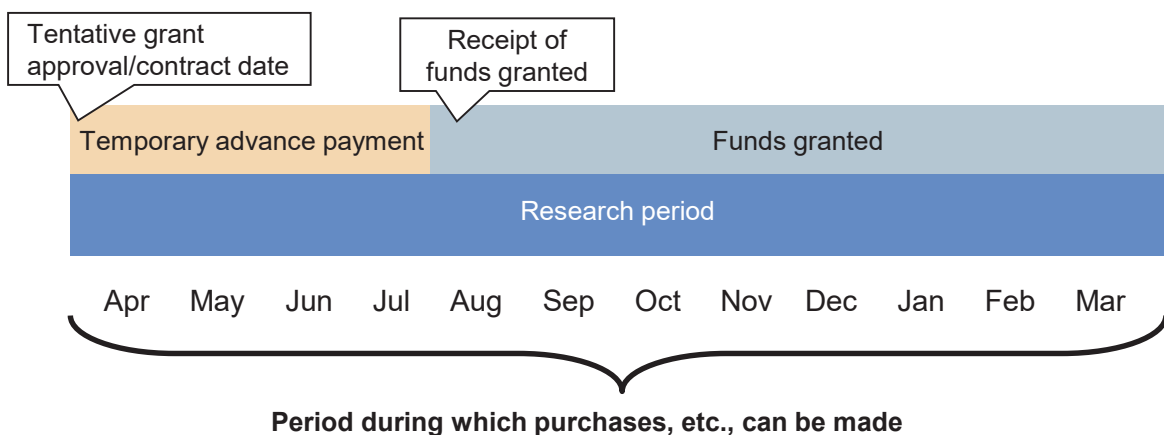 Tentative grant
approval/contract date
Receipt of
funds granted
Temporary advance payment
Funds granted
Research period
Apr May Jun Jul Aug Sep Oct Nov Dec Jan Feb Mar
Period during which purchases, etc., can be made